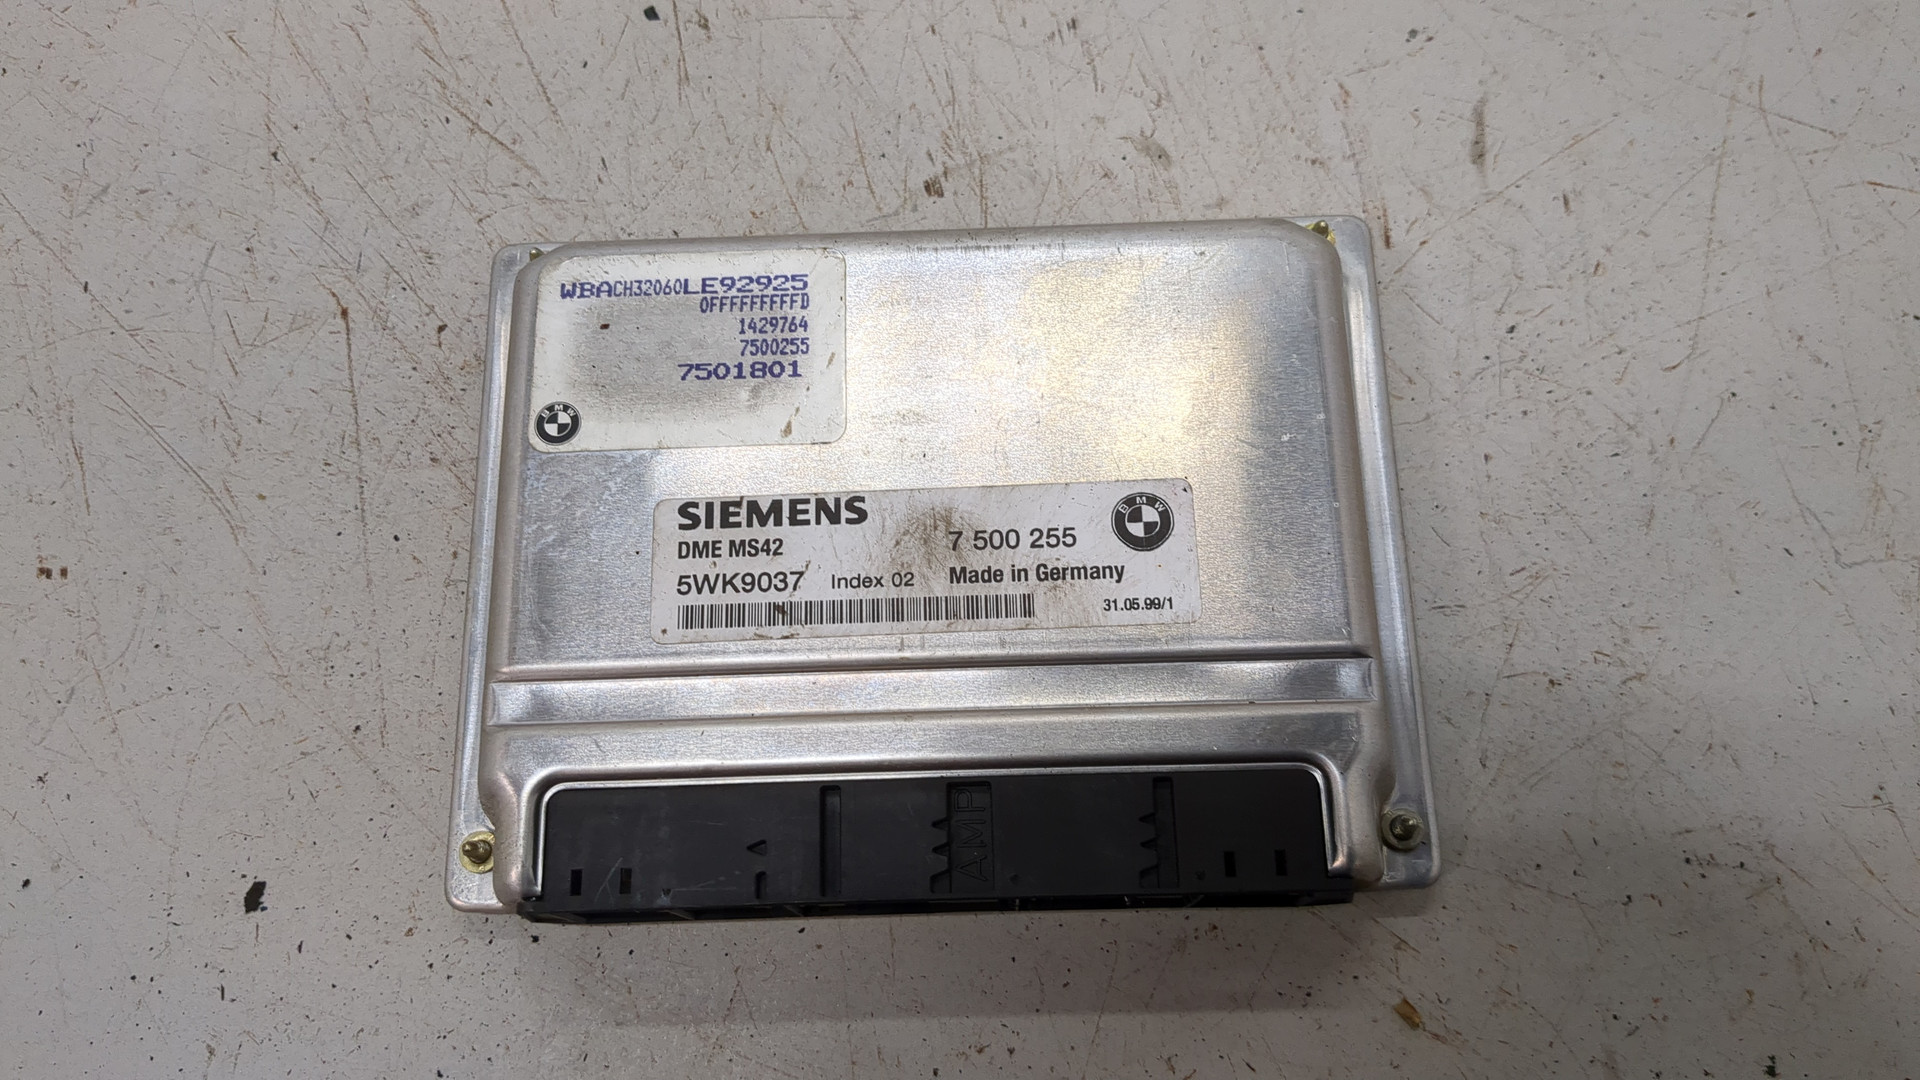 WBACH32060LE92925
0FFFFFFFFFD
1429764
7500255
7501801
BMW
SIEMENS
DME MS42
7 500 255
BMW
5WK9037 Index 02 Made in Germany
31.05.99/1
AMP